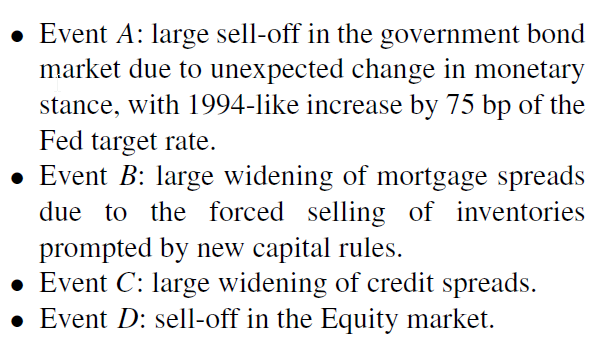 • Event A: large sell-off in the government bond
market due to unexpected change in monetary
stance, with 1994-like increase by 75 bp of the
Fed target rate.
• Event B: large widening of mortgage spreads
due to the forced selling of inventories
prompted by new capital rules.
• Event C: large widening of credit spreads.
• Event D: sell-off in the Equity market.